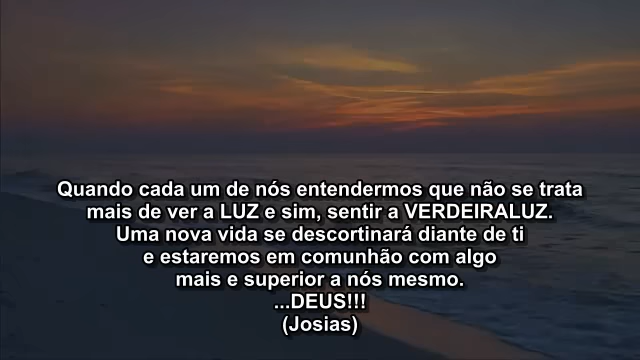 Quando cada um de nós entendermos que não se trata
mais de ver a LUZ e sim, sentir a VERDEIRALUZ.
Uma nova vida se descortinará diante de ti
e estaremos em comunhão com algo
mais e superior a nós mesmo.
...DEUS!!!
(Josias)